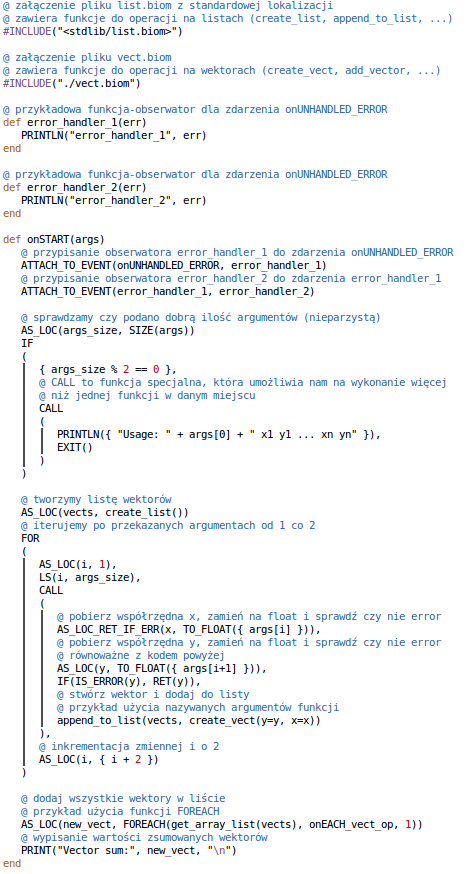 @ załączenie pliku list.biom z standardowej lokalizacji
@ zawiera funkcje do operacji na listach (create_list, append_to_list, ...)
#INCLUDE("<stdlib/list.biom>")
@ załączenie pliku vect.biom
@ zawiera funkcje do operacji na wektorach (create_vect, add_vector, ...)
#INCLUDE("./vect.biom")
@ przykładowa funkcja-obserwator dla zdarzenia onUNHANDLED_ERROR
def error_handler_1(err)
PRINTLN("error_handler_1", err)
end
@ przykładowa funkcja-obserwator dla zdarzenia onUNHANDLED_ERROR
def error_handler_2(err)
PRINTLN("error_handler_2", err)
end
def onSTART(args)
@ przypisanie obserwatora error_handler_1 do zdarzenia onUNHANDLED_ERROR
ATTACH_TO_EVENT(onUNHANDLED_ERROR, error_handler_1)
@ przypisanie obserwatora error_handler_2 do zdarzenia error_handler_1
ATTACH_TO_EVENT(error_handler_1, error_handler_2)
@ sprawdzamy czy podano dobrą ilość argumentów (nieparzystą)
AS_LOC(args_size, SIZE(args))
IF
(
{ args_size % 2 == 0 },
@ CALL to funkcja specjalna, która umożliwia nam na wykonanie więcej
@ niż jednej funkcji w danym miejscu
CALL
(
PRINTLN({ "Usage: " + args[0] + " x1 y1 ... xn yn" }),
EXIT()
)
)
@ tworzymy listę wektorów
AS_LOC(vects, create_list())
@ iterujemy po przekazanych argumentach od 1 co 2
FOR
(
AS_LOC(i, 1),
LS(i, args_size),
CALL
(
@ pobierz współrzędna x, zamień na float i sprawdź czy nie error
AS_LOC_RET_IF_ERR(x, TO_FLOAT({ args[i] })),
@ pobierz współrzędna y, zamień na float i sprawdź czy nie error
@ równoważne z kodem powyżej
AS_LOC(y, TO_FLOAT({ args[i+1] })),
IF(IS_ERROR(y), RET(y)),
@ stwórz wektor i dodaj do listy
@ przykład użycia nazywanych argumentów funkcji
append_to_list(vects, create_vect(y=y, x=x))
),
@ inkrementacja zmiennej i o 2
AS_LOC(i, { i + 2 })
)
@ dodaj wszystkie wektory w liście
@ przykład użycia funkcji FOREACH
AS_LOC(new_vect, FOREACH(get_array_list(vects), onEACH_vect_op, 1))
@ wypisanie wartości zsumowanych wektorów
PRINT("Vector sum:", new_vect, "\n")
end